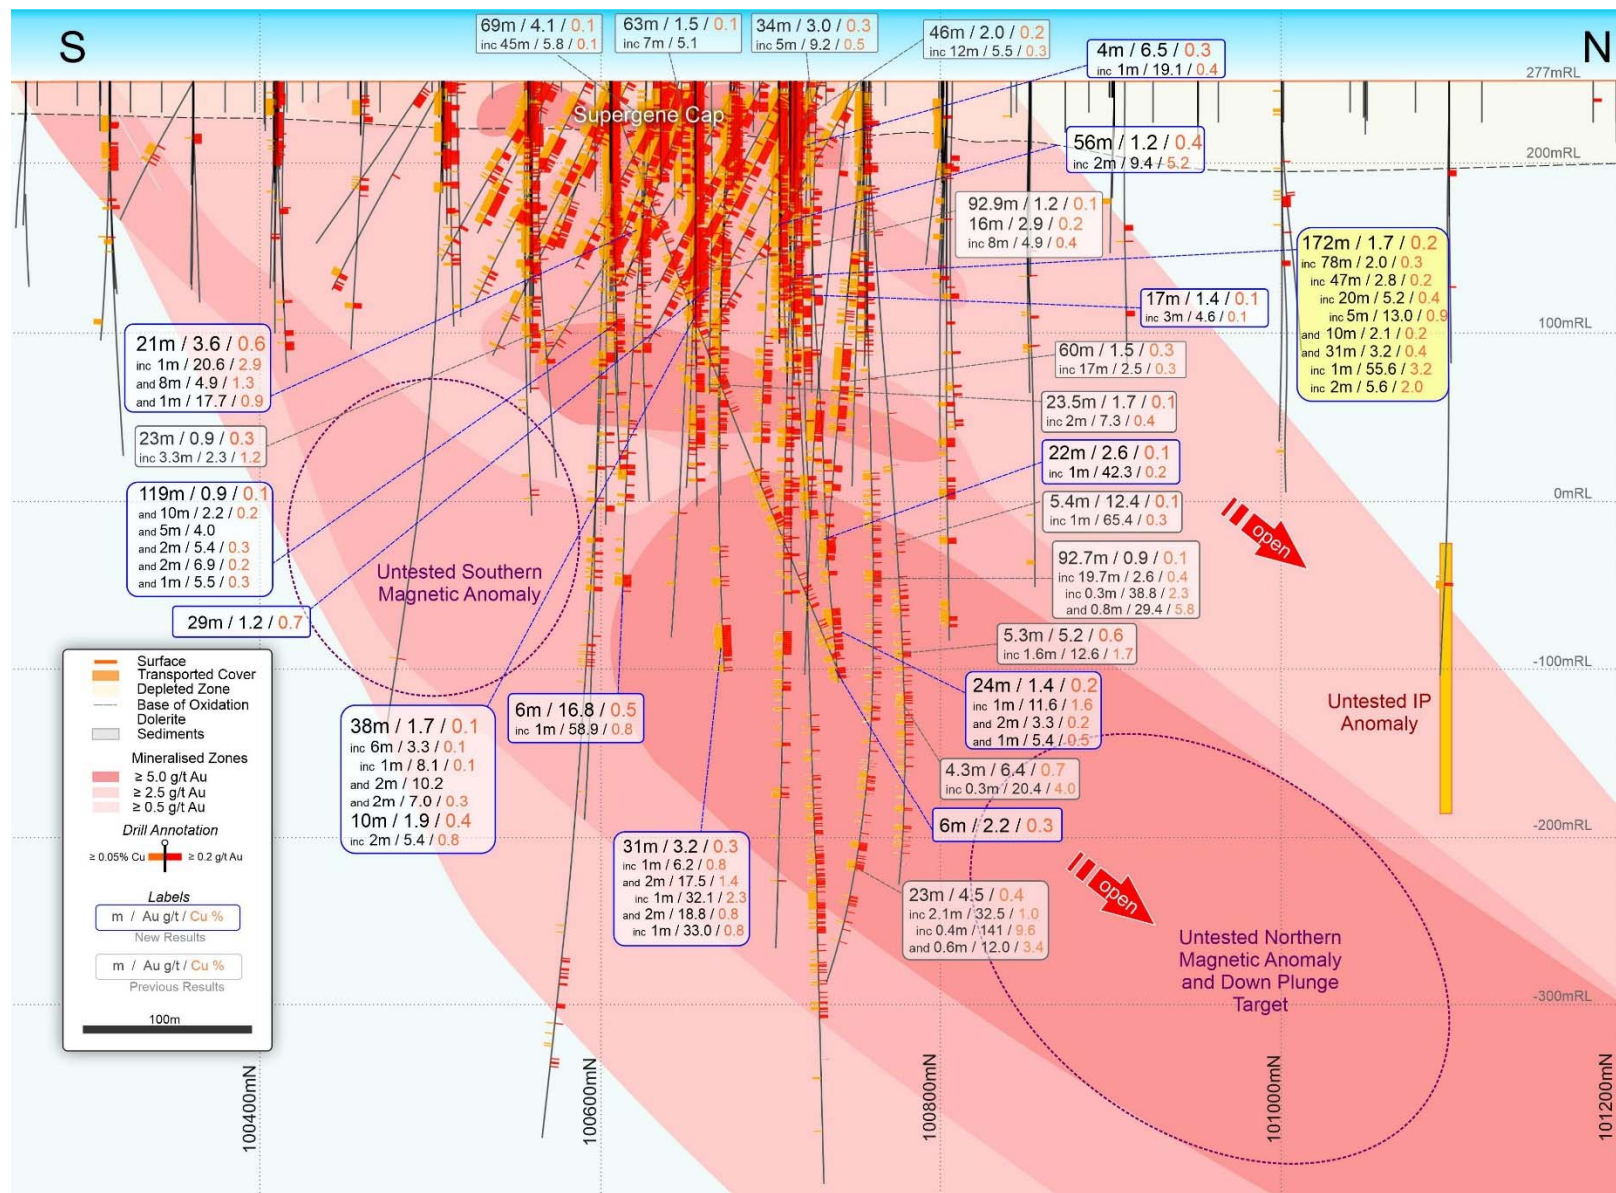 S
N
69m / 4.1 / 0.1
inc 45m / 5.8 / 0.1
63m / 1.5 / 0.1
inc 7m / 5.1
34m / 3.0 / 0.3
inc 5m / 9.2 / 0.5
46m / 2.0 / 0.2
inc 12m / 5.5 / 0.3
4m / 6.5 / 0.3
inc 1m / 19.1 / 0.4
277mRL
Supergene Cap
56m / 1.2 / 0.4
inc 2m / 9.4 / 5.2
200mRL
92.9m / 1.2 / 0.1
16m / 2.9 / 0.2
inc 8m / 4.9 / 0.4
172m / 1.7 / 0.2
inc 78m / 2.0 / 0.3
inc 47m / 2.8 / 0.2
inc 20m / 5.2 / 0.4
inc 5m / 13.0 / 0.9
and 10m / 2.1 / 0.2
and 31m / 3.2 / 0.4
inc 1m / 55.6 / 3.2
inc 2m / 5.6 / 2.0
17m / 1.4 / 0.1
inc 3m / 4.6 / 0.1
100mRL
21m / 3.6 / 0.6
inc 1m / 20.6 / 2.9
and 8m / 4.9 / 1.3
and 1m / 17.7 / 0.9
60m / 1.5 / 0.3
inc 17m / 2.5 / 0.3
23.5m / 1.7 / 0.1
inc 2m / 7.3 / 0.4
23m / 0.9 / 0.3
inc 3.3m / 2.3 / 1.2
22m / 2.6 / 0.1
inc 1m / 42.3 / 0.2
119m / 0.9 / 0.1
and 10m / 2.2 / 0.2
and 5m / 4.0
and 2m / 5.4 / 0.3
and 2m / 6.9 / 0.2
and 1m / 5.5 / 0.3
5.4m / 12.4 / 0.1
inc 1m / 65.4 / 0.3
0mRL
open
92.7m / 0.9 / 0.1
inc 19.7m / 2.6 / 0.4
inc 0.3m / 38.8 / 2.3
and 0.8m / 29.4 / 5.8
Untested Southern
Magnetic Anomaly
29m / 1.2 / 0.7
5.3m / 5.2 / 0.6
inc 1.6m / 12.6 / 1.7
-100mRL
24m / 1.4 / 0.2
inc 1m / 11.6 / 1.6
and 2m / 3.3 / 0.2
and 1m / 5.4 / 0.5
Untested IP
Anomaly
6m / 16.8 / 0.5
inc 1m / 58.9 / 0.8
38m / 1.7 / 0.1
inc 6m / 3.3 / 0.1
inc 1m / 8.1 / 0.1
and 2m / 10.2
and 2m / 7.0 / 0.3
10m / 1.9 / 0.4
inc 2m / 5.4 / 0.8
4.3m / 6.4 / 0.7
inc 0.3m / 20.4 / 4.0
6m / 2.2 / 0.3
-200mRL
31m / 3.2 / 0.3
inc 1m / 6.2 / 0.8
and 2m / 17.5 / 1.4
inc 1m / 32.1 / 2.3
and 2m / 18.8 / 0.8
inc 1m / 33.0 / 0.8
23m / 4.5 / 0.4
inc 2.1m / 32.5 / 1.0
inc 0.4m / 141 / 9.6
and 0.6m / 12.0 / 3.4
open
Untested Northern
Magnetic Anomaly
and Down Plunge
Target
-300mRL
Surface
Transported Cover
Depleted Zone
Base of Oxidation
Dolerite
Sediments
Mineralised Zones
≥ 5.0 g/t Au
≥ 2.5 g/t Au
≥ 0.5 g/t Au
Drill Annotation
≥ 0.05% Cu
≥ 0.2 g/t Au
Labels
m / Au g/t / Cu %
New Results
m / Au g/t / Cu %
Previous Results
100m
100400mN
100600mN
100800mN
101000mN
101200mN